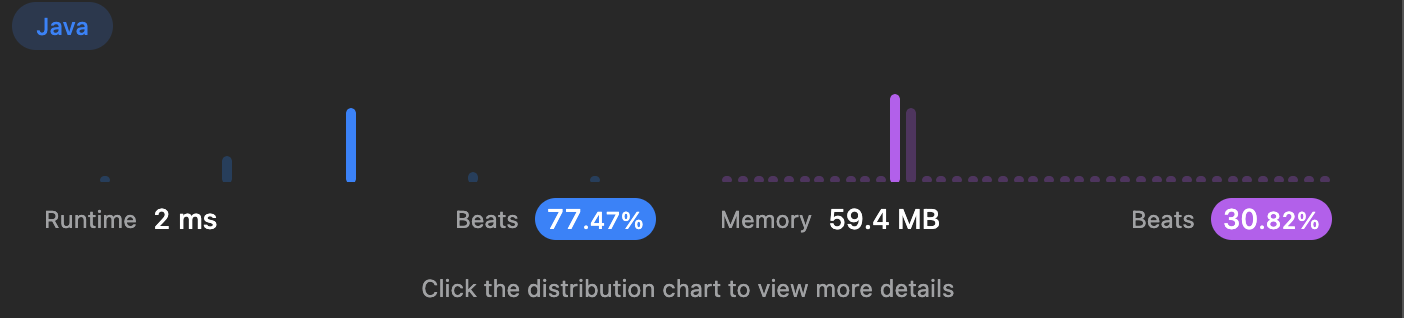 Java
Runtime 2 ms Beats 77.47% Memory 59.4 MB Beats 30.82%
Click the distribution chart to view more details